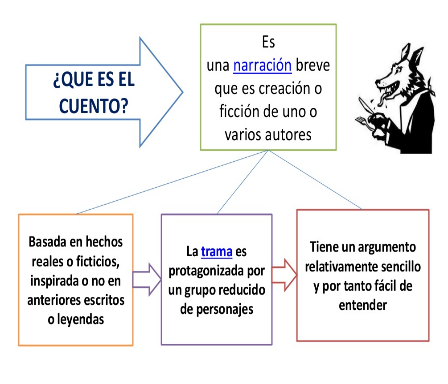 ¿QUE ES EL
CUENTO?
Es
una narración breve
que es creación o
ficción de uno o
varios autores
Basada en hechos
reales o ficticios,
inspirada o no en
anteriores escritos
o leyendas
La trama es
protagonizada por
un grupo reducido
de personajes
Tiene un argumento
relativamente sencillo
y por tanto fácil de
entender